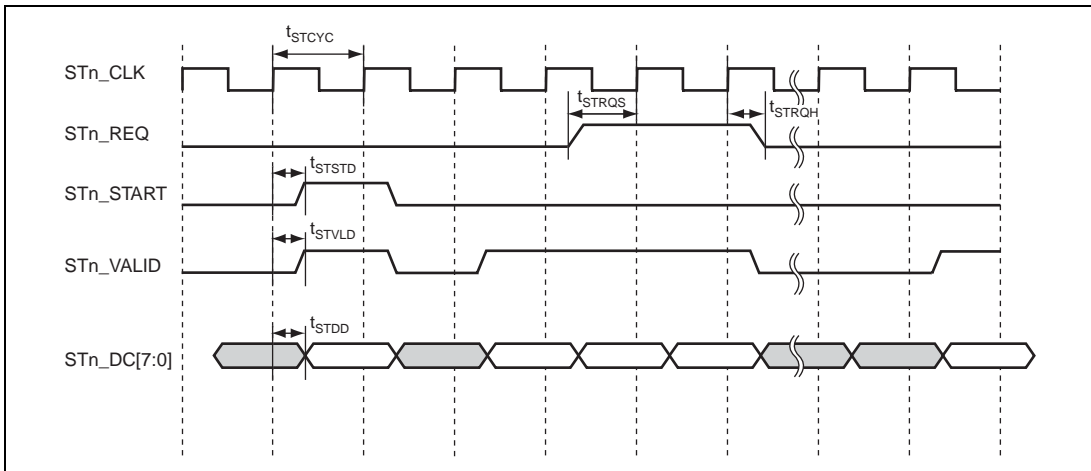 tSTCYC
STn_CLK
tSTRQS
tSTRQH
STn_REQ
tSTSTD
STn_START
tSTVLD
STn_VALID
tSTDD
STn_DC[7:0]